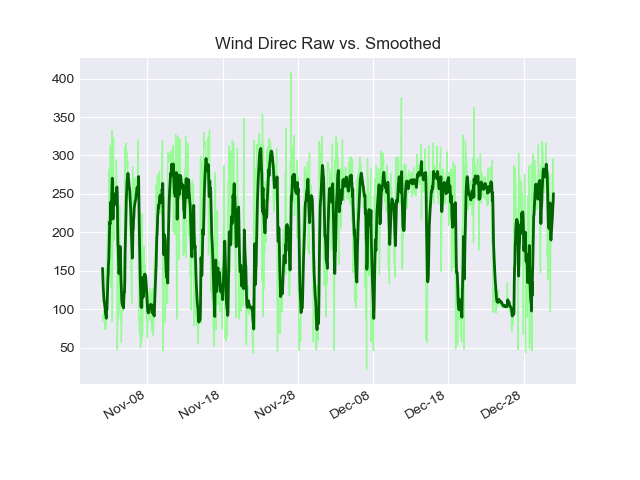 Wind Direc Raw vs. Smoothed
400
350
300
250
200
150
100
50
Nov-08
Nov-18
Nov-28
Dec-08
Dec-18
Dec-28